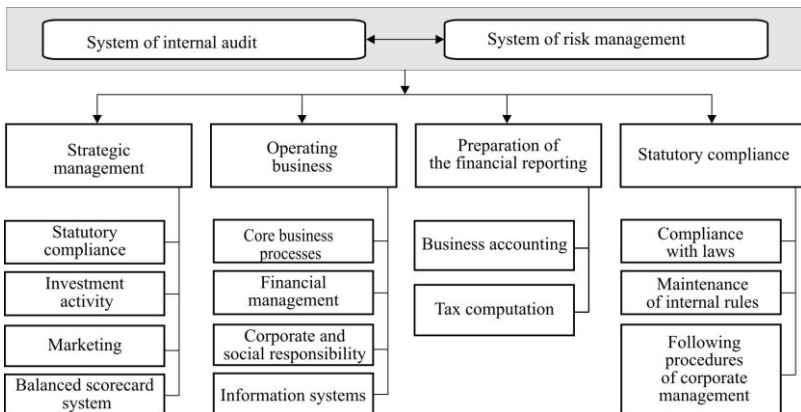 System of internal audit
System of risk management
Strategic
management
Operating
business
Preparation of
the financial reporting
Statutory compliance
Statutory
compliance
Investment
activity
Marketing
Balanced scorecard
system
Core business
processes
Financial
management
Corporate and
social responsibility
Information systems
Business accounting
Tax computation
Compliance
with laws
Maintenance
of internal rules
Following
procedures
of corporate
management